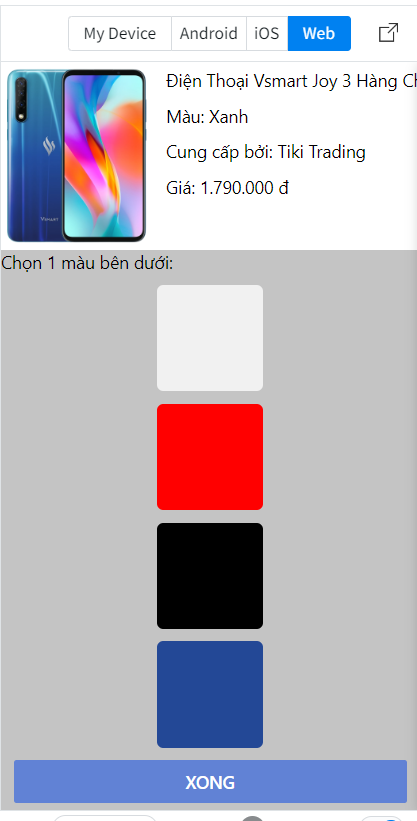 My Device Android iOS Web
Điện Thoại Vsmart Joy 3 Hàng Ch
Màu: Xanh
Cung cấp bởi: Tiki Trading
Giá: 1.790.000 đ
VSMART
Chọn 1 màu bên dưới:
XONG